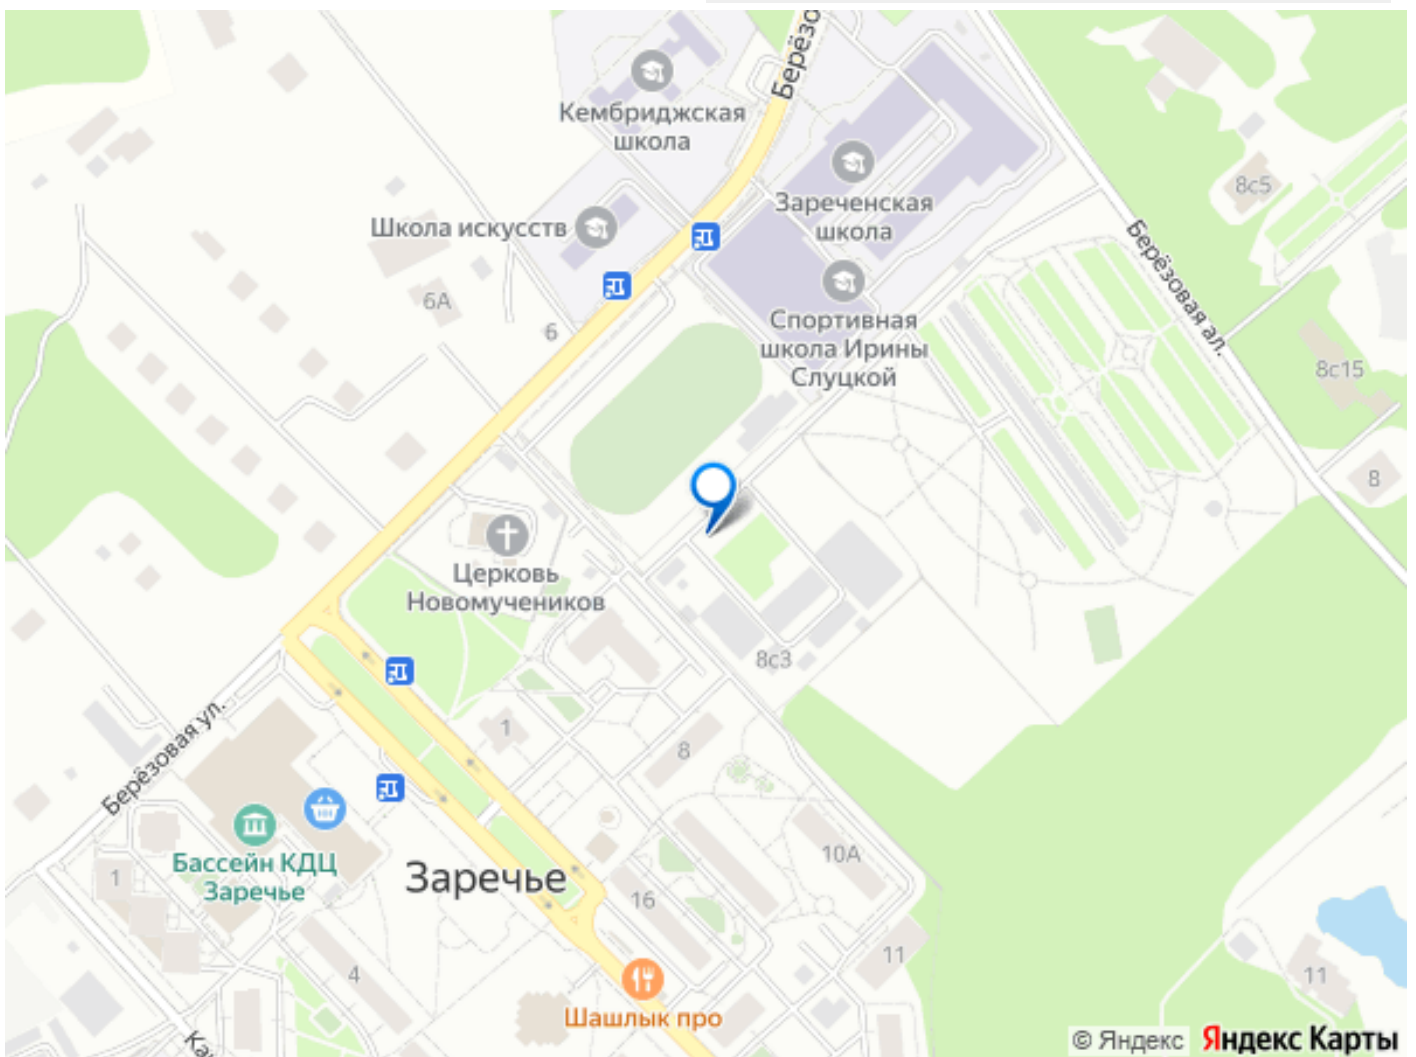 Берёзо
Кембриджская
школа
Зареченская
школа
8с5
Школа искусств
Берёзовая ал.
6А
6
Спортивная
школа Ирины
Слуцкой
8с15
8
Церковь
Новомучеников
8с3
Берёзовая ул.
1
8
Бассейн КДЦ
Заречье
1
Заречье
10А
16
4
11
11
Шашлык про
Ка
© Яндекс Яндекс Карты